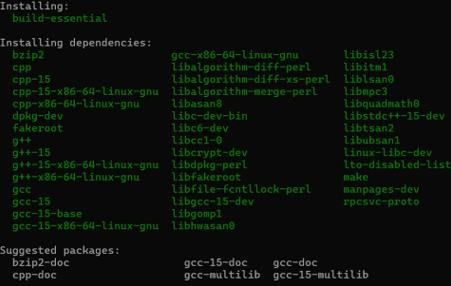 Installing:
build-essential
Installing dependencies:
bzip2 gcc-x86-64-linux-gnu libisl23
cpp libalgorithm-diff-perl libitm1
cpp-15 libalgorithm-diff-xs-perl liblsan0
cpp-15-x86-64-linux-gnu libalgorithm-merge-perl libmpc3
cpp-x86-64-linux-gnu libasan8 libquadmath0
dpkg-dev libc-dev-bin libstdc++-15-dev
fakeroot libc6-dev libtsan2
g++ libcc1-0 libubsan1
g++-15 libcrypt-dev linux-libc-dev
g++-15-x86-64-linux-gnu libdpkg-perl lto-disabled-list
g++-x86-64-linux-gnu libfakeroot make
gcc libfile-fcntllock-perl manpages-dev
gcc-15 libgcc-15-dev rpcsvc-proto
gcc-15-base libgomp1
gcc-15-x86-64-linux-gnu libhwasan0
Suggested packages:
bzip2-doc gcc-15-doc gcc-doc
cpp-doc gcc-multilib gcc-15-multilib